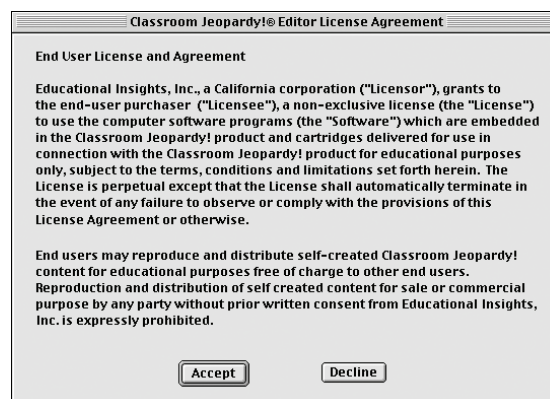 Classroom Jeopardy!® Editor License Agreement
End User License and Agreement
Educational Insights, Inc., a California corporation ("Licensor"), grants to
the end-user purchaser ("Licensee"), a non-exclusive license (the "License")
to use the computer software programs (the "Software") which are embedded
in the Classroom Jeopardy! product and cartridges delivered for use in
connection with the Classroom Jeopardy! product for educational purposes
only, subject to the terms, conditions and limitations set forth herein. The
License is perpetual except that the License shall automatically terminate in
the event of any failure to observe or comply with the provisions of this
License Agreement or otherwise.
End users may reproduce and distribute self-created Classroom Jeopardy!
content for educational purposes free of charge to other end users.
Reproduction and distribution of self created content for sale or commercial
purpose by any party without prior written consent from Educational Insights,
Inc. is expressly prohibited.
Accept Decline